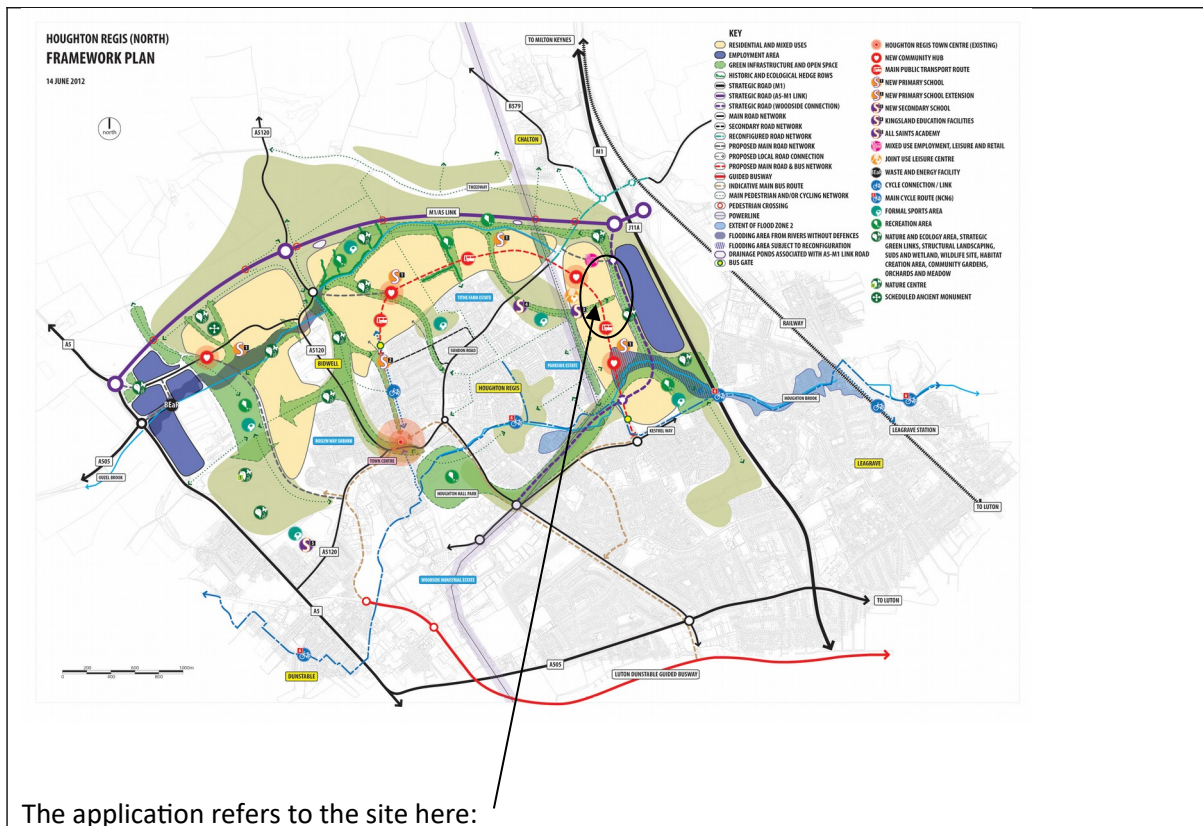 HOUGHTON REGIS (NORTH)
FRAMEWORK PLAN
14 JUNE 2012
north
KEY
RESIDENTIAL AND MIXED USES
EMPLOYMENT AREA
GREEN INFRASTRUCTURE AND OPEN SPACE
HISTORIC AND ECOLOGICAL HEDGE ROWS
STRATEGIC ROAD (M1)
STRATEGIC ROAD (A5-M1 LINK)
STRATEGIC ROAD (WOODSIDE CONNECTION)
MAIN ROAD NETWORK
SECONDARY ROAD NETWORK
RECONFIGURED ROAD NETWORK
PROPOSED MAIN ROAD NETWORK
PROPOSED LOCAL ROAD CONNECTION
PROPOSED MAIN ROAD & BUS NETWORK
GUIDED BUSWAY
INDICATIVE MAIN BUS ROUTE
MAIN PEDESTRIAN AND/OR CYCLING NETWORK
PEDESTRIAN CROSSING
POWERLINE
EXTENT OF FLOOD ZONE 2
FLOODING AREA FROM RIVERS WITHOUT DEFENCES
FLOODING AREA SUBJECT TO RECONFIGURATION
DRAINAGE PONDS ASSOCIATED WITH A5-M1 LINK ROAD
BUS GATE
HOUGHTON REGIS TOWN CENTRE (EXISTING)
NEW COMMUNITY HUB
MAIN PUBLIC TRANSPORT ROUTE
NEW PRIMARY SCHOOL
NEW PRIMARY SCHOOL EXTENSION
NEW SECONDARY SCHOOL
KINGSLAND EDUCATION FACILITIES
ALL SAINTS ACADEMY
MIXED USE EMPLOYMENT, LEISURE AND RETAIL
JOINT USE LEISURE CENTRE
WASTE AND ENERGY FACILITY
CYCLE CONNECTION / LINK
MAIN CYCLE ROUTE (NCN6)
FORMAL SPORTS AREA
RECREATION AREA
NATURE AND ECOLOGY AREA, STRATEGIC
GREEN LINKS, STRUCTURAL LANDSCAPING,
SUDS AND WETLAND, WILDLIFE SITE, HABITAT
CREATION AREA, COMMUNITY GARDENS,
ORCHARDS AND MEADOW
NATURE CENTRE
SCHEDULED ANCIENT MONUMENT
TO MILTON KEYNES
B579
A5120
CHALTON
M1
THEEDWAY
M1/A5 LINK
J11A
TITHE FARM ESTATE
RAILWAY
A5
A5120
SUNDON ROAD
BIDWELL
PARKSIDE ESTATE
HOUGHTON REGIS
HOUGHTON BROOK
LEAGRAVE STATION
KESTREL WAY
TOWN CENTRE
LEAGRAVE
A505
OUZEL BROOK
HOUGHTON HALL PARK
TO LUTON
A5120
WOODSIDE INDUSTRIAL ESTATE
A5
TO LUTON
A505
DUNSTABLE
LUTON DUNSTABLE GUIDED BUSWAY
200 600 1000m
0 400 800
The application refers to the site here: